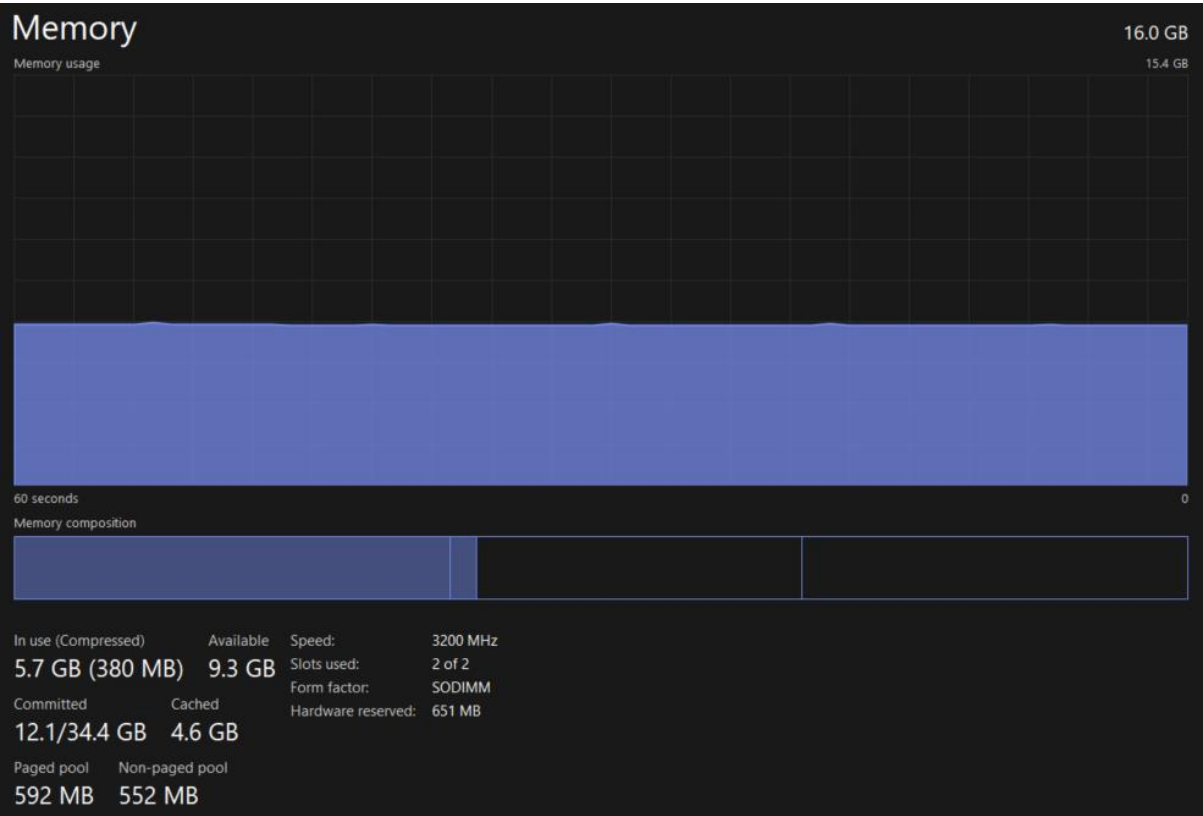 Memory 16.0 GB
Memory usage 15.4 GB
60 seconds 0
Memory composition
In use (Compressed) Available Speed: 3200 MHz
5.7 GB (380 MB) 9.3 GB Slots used: 2 of 2
Form factor: SODIMM
Committed Cached Hardware reserved: 651 MB
12.1/34.4 GB 4.6 GB
Paged pool Non-paged pool
592 MB 552 MB